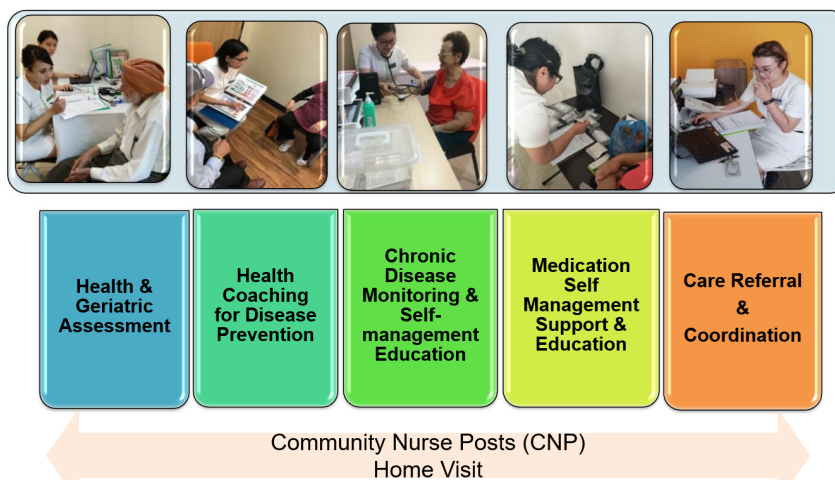 Health &
Geriatric
Assessment
Health
Coaching
for Disease
Prevention
Chronic
Disease
Monitoring &
Self-
management
Education
Medication
Self
Management
Support &
Education
Care Referral
&
Coordination
Community Nurse Posts (CNP)
Home Visit